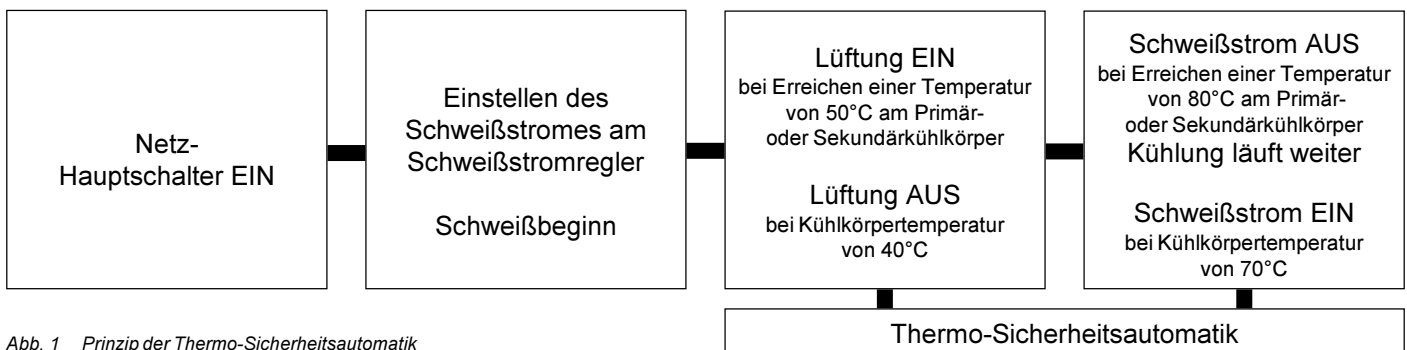 Netz-
Hauptschalter EIN
Einstellen des
Schweißstromes am
Schweißstromregler
Schweißbeginn
Lüftung EIN
bei Erreichen einer Temperatur
von 50°C am Primär-
oder Sekundärkühlkörper
Lüftung AUS
bei Kühlkörpertemperatur
von 40°C
Schweißstrom AUS
bei Erreichen einer Temperatur
von 80°C am Primär-
oder Sekundärkühlkörper
Kühlung läuft weiter
Schweißstrom EIN
bei Kühlkörpertemperatur
von 70°C
Thermo-Sicherheitsautomatik
Abb. 1 Prinzip der Thermo-Sicherheitsautomatik